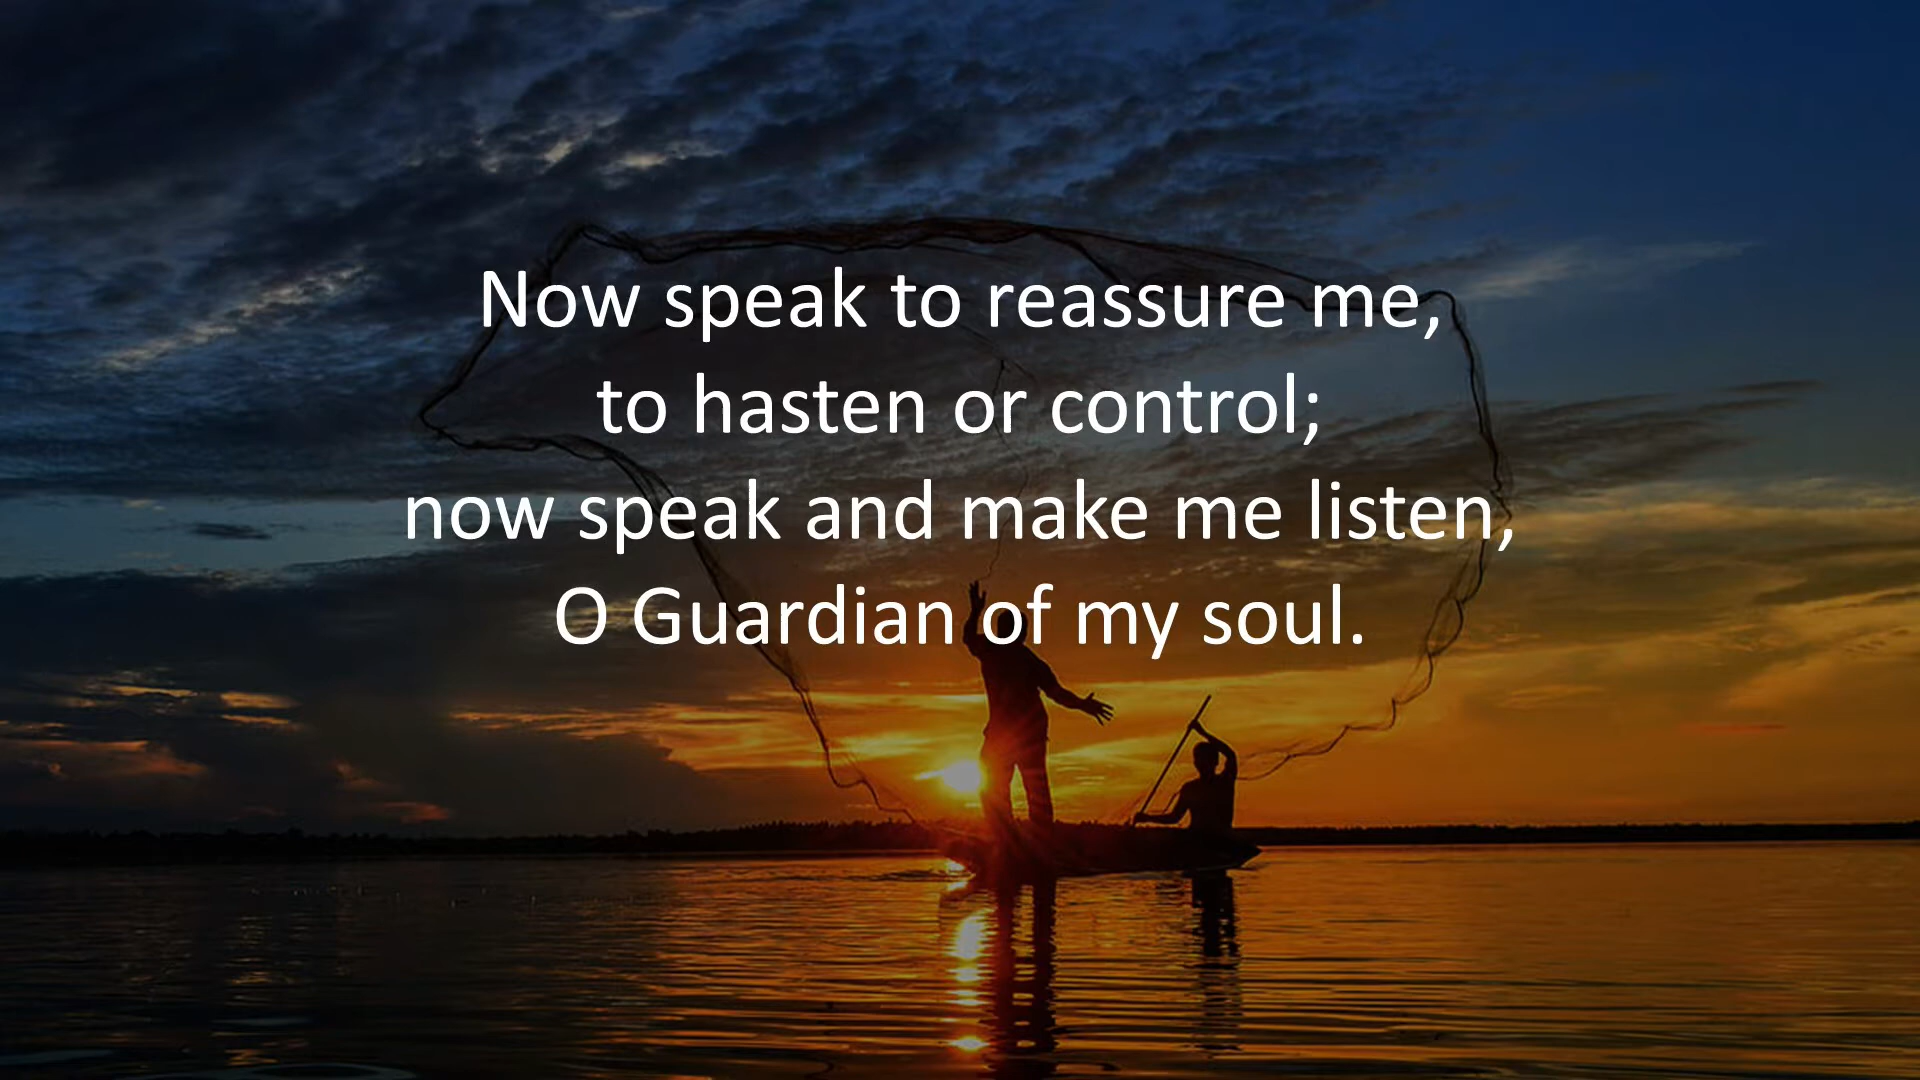 Now speak to reassure me,
to hasten or control;
now speak and make me listen,
O Guardian of my soul.